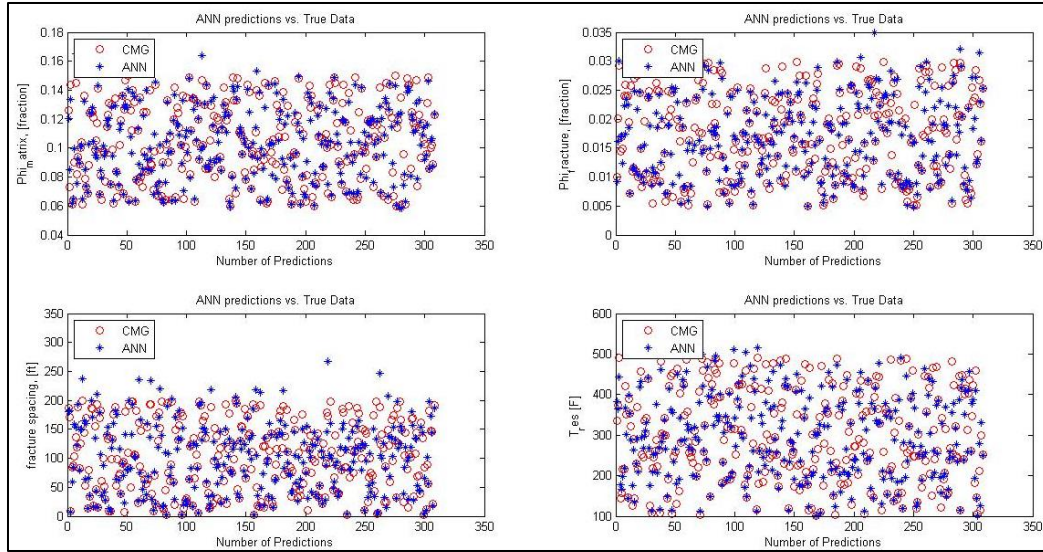 ANN predictions vs. True Data
0.18
0.16
0.14
0.12
0.1
0.08
0.06
0.04
Phi_matrix, [fraction]
CMG
ANN
0 50 100 150 200 250 300 350
Number of Predictions
ANN predictions vs. True Data
0.035
0.03
0.025
0.02
0.015
0.01
0.005
0
Phi_fracture, [fraction]
CMG
ANN
0 50 100 150 200 250 300 350
Number of Predictions
ANN predictions vs. True Data
350
300
250
200
150
100
50
0
fracture spacing, [ft]
CMG
ANN
0 50 100 150 200 250 300 350
Number of Predictions
ANN predictions vs. True Data
600
500
400
300
200
100
T_res [F]
CMG
ANN
0 50 100 150 200 250 300 350
Number of Predictions